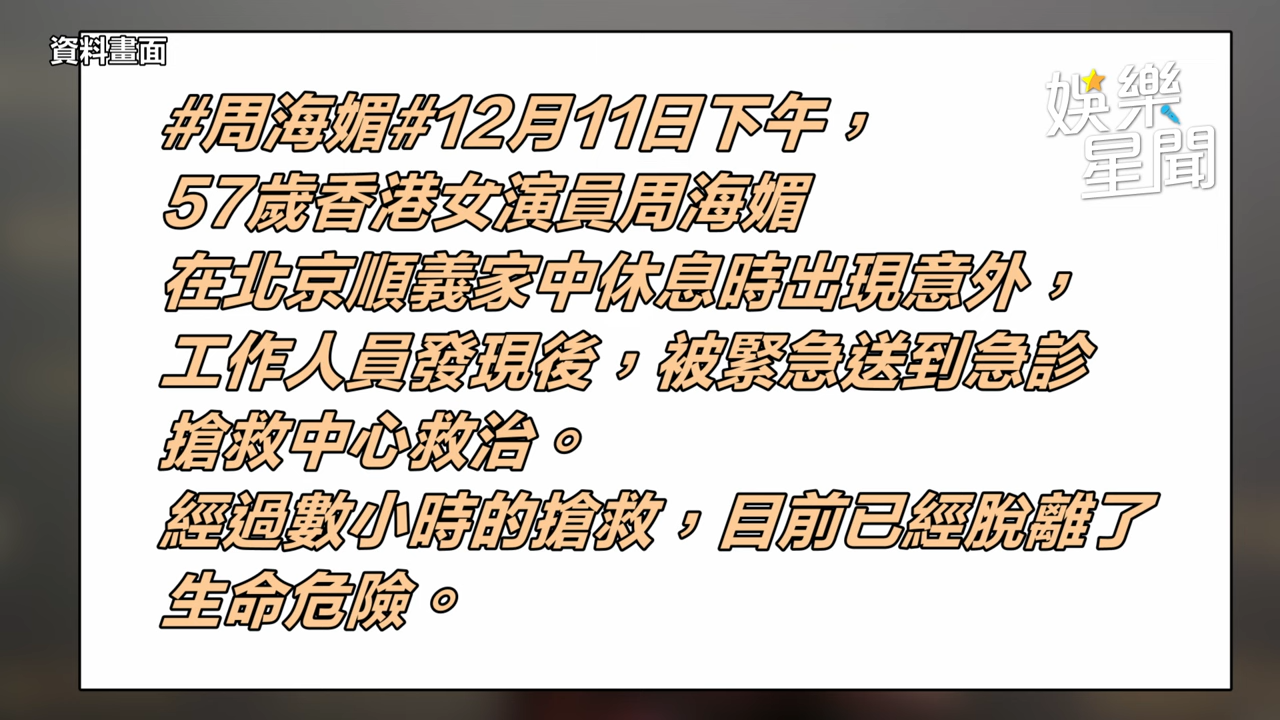 資料畫面
娛樂
星聞
#周海媚#12月11日下午，
57歲香港女演員周海媚
在北京順義家中休息時出現意外，
工作人員發現後，被緊急送到急診
搶救中心救治。
經過數小時的搶救，目前已經脫離了
生命危險。